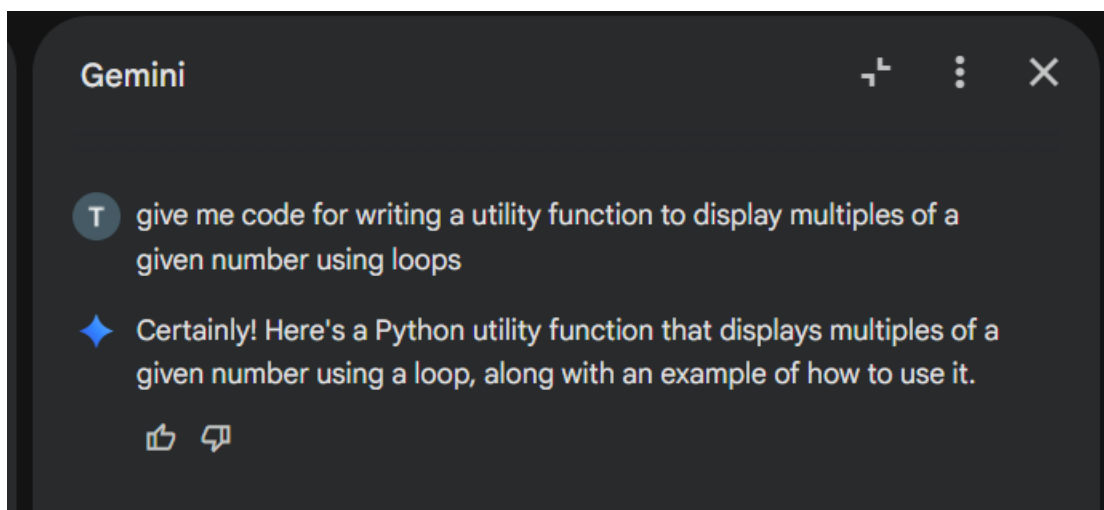 Gemini
T
give me code for writing a utility function to display multiples of a
given number using loops
Certainly! Here's a Python utility function that displays multiples of a
given number using a loop, along with an example of how to use it.